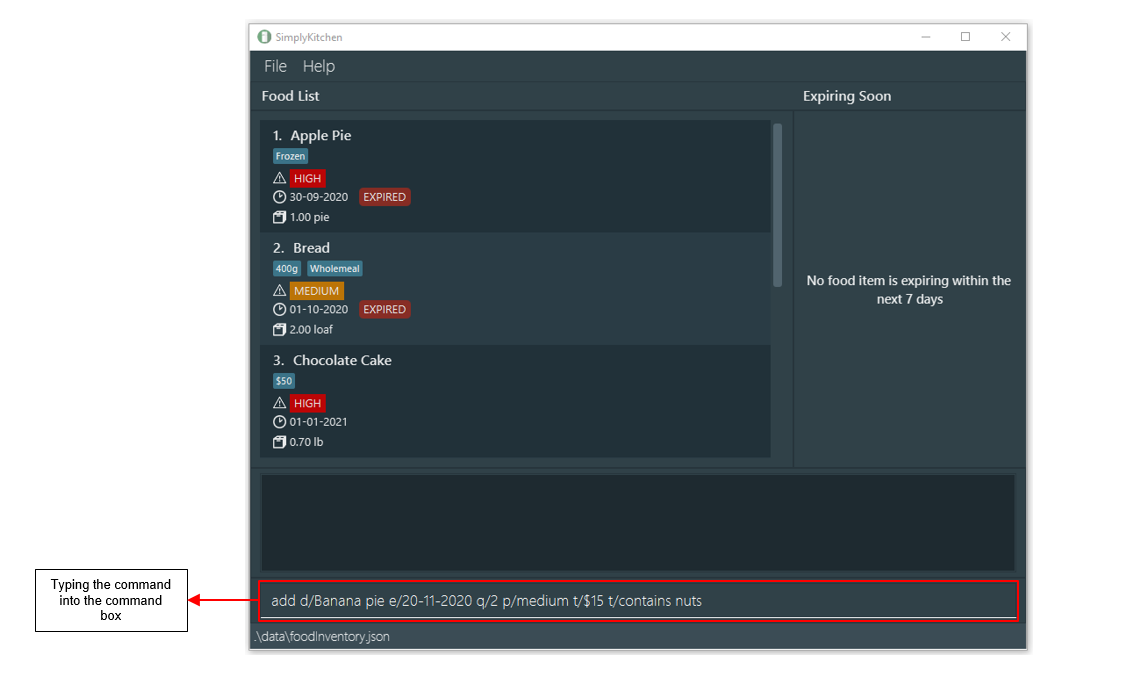 SimplyKitchen
File Help
Food List
Expiring Soon
1. Apple Pie
Frozen
HIGH
30-09-2020 EXPIRED
1.00 pie
2. Bread
400g Wholemeal
MEDIUM
01-10-2020 EXPIRED
2.00 loaf
3. Chocolate Cake
$50
HIGH
01-01-2021
0.70 lb
No food item is expiring within the
next 7 days
Typing the command
into the command
box
add d/Banana pie e/20-11-2020 q/2 p/medium t/$15 t/contains nuts
.\data\foodInventory.json